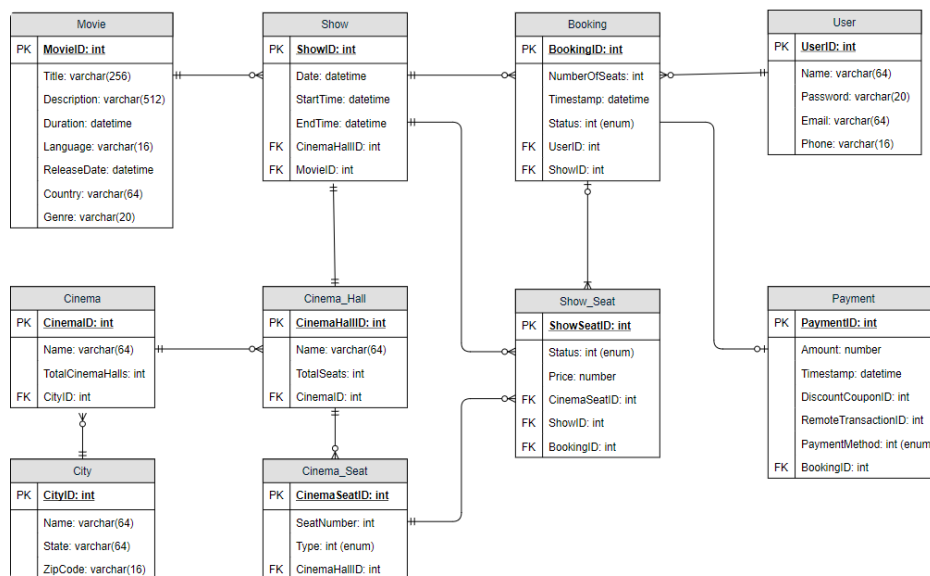 Movie
PK MovieID: int
Title: varchar(256)
Description: varchar(512)
Duration: datetime
Language: varchar(16)
ReleaseDate: datetime
Country: varchar(64)
Genre: varchar(20)
Show
PK ShowID: int
Date: datetime
StartTime: datetime
EndTime: datetime
FK CinemaHallID: int
FK MovieID: int
Booking
PK BookingID: int
NumberOfSeats: int
Timestamp: datetime
Status: int (enum)
FK UserID: int
FK ShowID: int
User
PK UserID: int
Name: varchar(64)
Password: varchar(20)
Email: varchar(64)
Phone: varchar(16)
Cinema
PK CinemaID: int
Name: varchar(64)
TotalCinemaHalls: int
FK CityID: int
Cinema_Hall
PK CinemaHallID: int
Name: varchar(64)
TotalSeats: int
FK CinemaID: int
Show_Seat
PK ShowSeatID: int
Status: int (enum)
Price: number
FK CinemaSeatID: int
FK ShowID: int
FK BookingID: int
Payment
PK PaymentID: int
Amount: number
Timestamp: datetime
DiscountCouponID: int
RemoteTransactionID: int
PaymentMethod: int (enum
FK BookingID: int
City
PK CityID: int
Name: varchar(64)
State: varchar(64)
ZipCode: varchar(16)
Cinema_Seat
PK CinemaSeatID: int
SeatNumber: int
Type: int (enum)
FK CinemaHallID: int